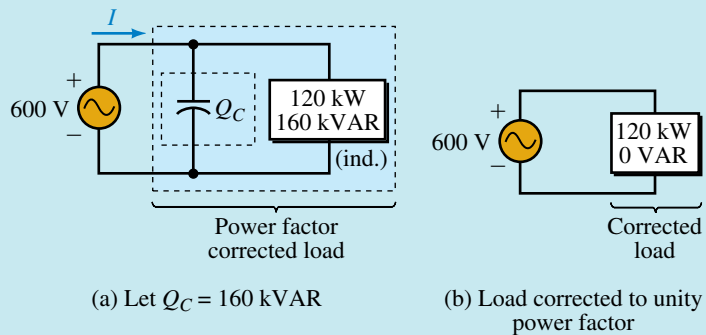 I
+
600 V
−
Q_C
120 kW
160 kVAR
(ind.)
Power factor
corrected load
(a) Let Q_C = 160 kVAR
+
600 V
−
120 kW
0 VAR
Corrected
load
(b) Load corrected to unity
power factor